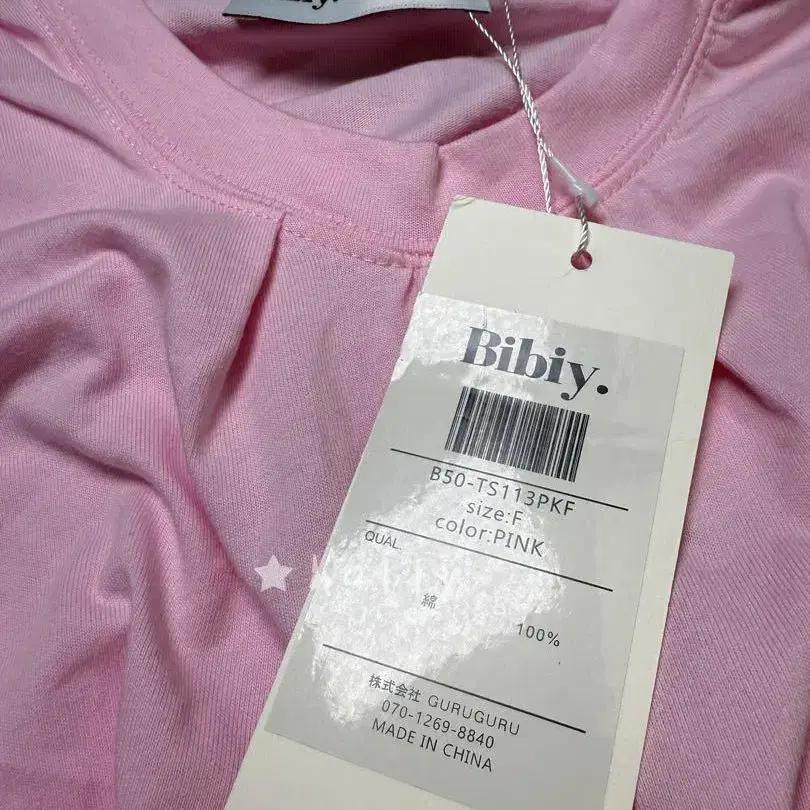 Bibiy.
B50-TS113PKF
size:F
color:PINK
QUAL.
綿
100%
株式会社 GURUGURU
070-1269-8840
MADE IN CHINA